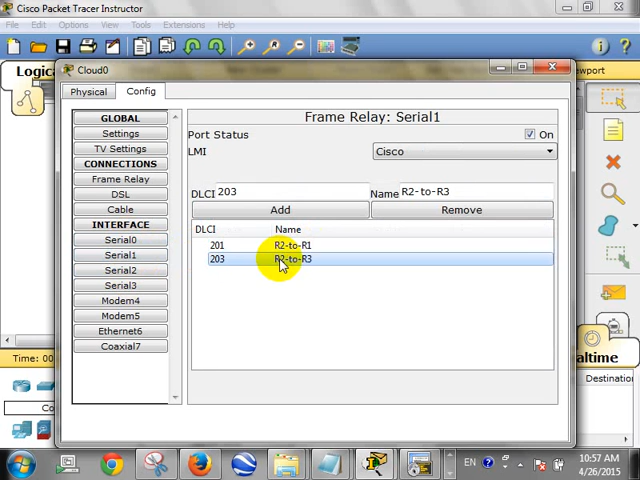 Cisco Packet Tracer Instructor
File Edit Options View Tools Extensions Help
Logical
Viewport
Cloud0
Physical Config
GLOBAL
Settings
TV Settings
CONNECTIONS
Frame Relay
DSL
Cable
INTERFACE
Serial0
Serial1
Serial2
Serial3
Modem4
Modem5
Ethernet6
Coaxial7
Frame Relay: Serial1
Port Status On
LMI Cisco
DLCI 203 Name R2-to-R3
Add Remove
DLCI Name
201 R2-to-R1
203 R2-to-R3
Time: 00
Realtime
Destination
EN
10:57 AM
4/26/2015